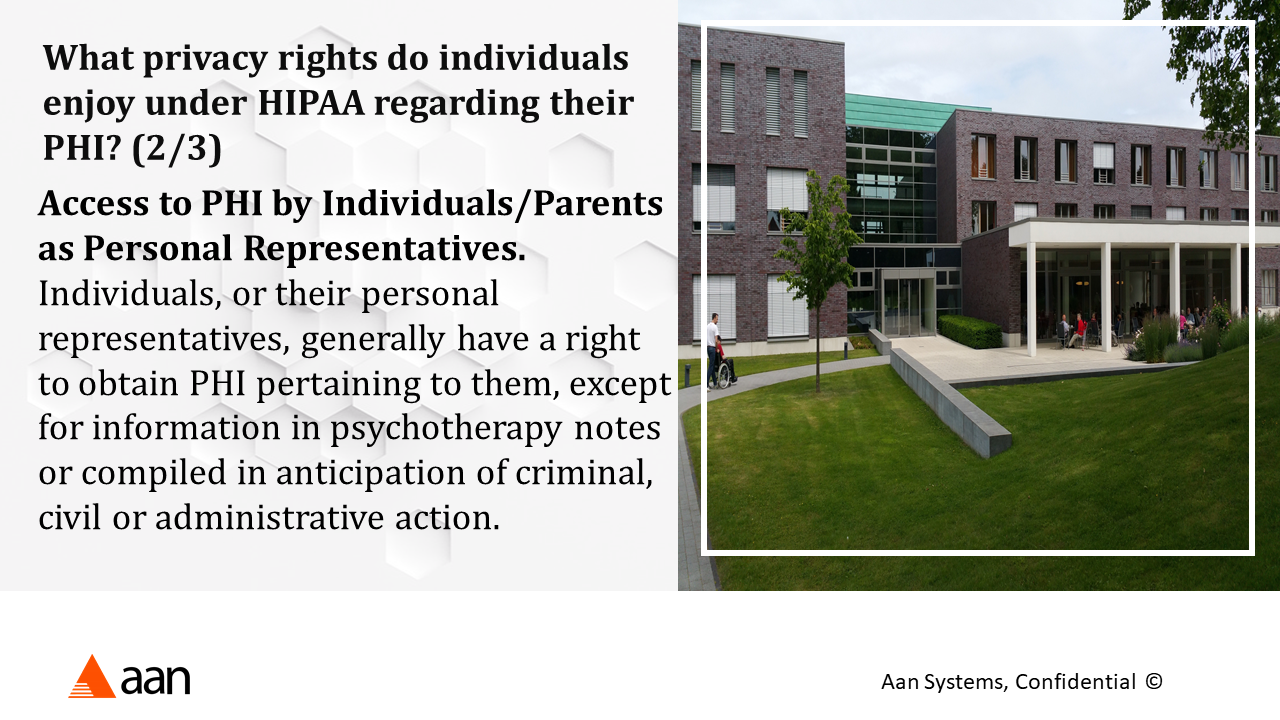 What privacy rights do individuals
enjoy under HIPAA regarding their
PHI? (2/3)
Access to PHI by Individuals/Parents
as Personal Representatives.
Individuals, or their personal
representatives, generally have a right
to obtain PHI pertaining to them, except
for information in psychotherapy notes
or compiled in anticipation of criminal,
civil or administrative action.
aan
Aan Systems, Confidential ©